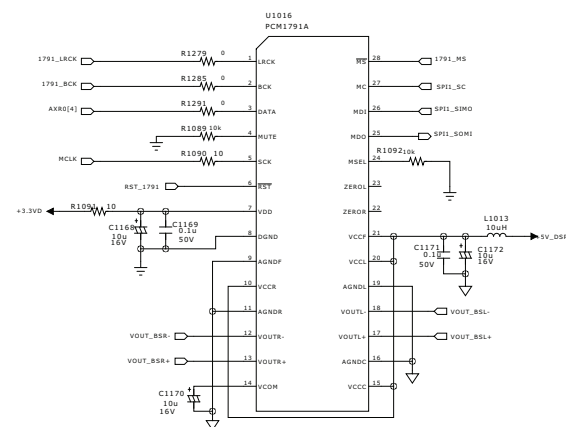 U1016
PCM1791A
1791_LRCK R1279 0 1 LRCK MS 28 1791_MS
1791_BCK R1285 0 2 BCK MC 27 SPI1_SC
AXR0[4] R1291 0 3 DATA MDI 26 SPI1_SIMO
R1089 10k 4 MUTE MDO 25 SPI1_SOMI
MCLK R1090 10 5 SCK MSEL 24 R1092 10k
RST_1791 6 RST ZEROL 23
+3.3VD R1091 10 7 VDD ZEROR 22
C1168 10u 16V
C1169 0.1u 50V
8 DGND VCCF 21 L1013 10uH +5V_DSP
9 AGNDF VCCL 20
C1171 0.1u 50V
C1172 10u 16V
10 VCCR AGNDL 19
11 AGNDR VOUTL- 18 VOUT_BSL-
VOUT_BSR- 12 VOUTR- VOUTL+ 17 VOUT_BSL+
VOUT_BSR+ 13 VOUTR+ AGNDC 16
14 VCOM VCCC 15
C1170
10u
16V